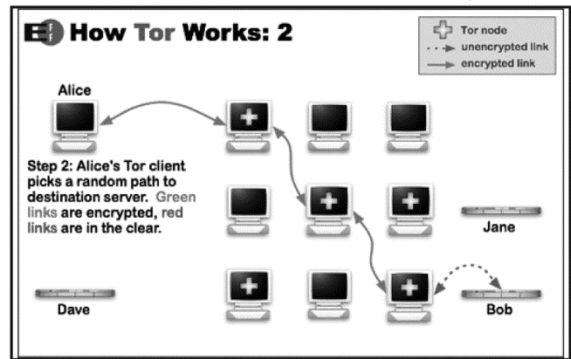 EFF How Tor Works: 2
Tor node
unencrypted link
encrypted link
Alice
Step 2: Alice's Tor client
picks a random path to
destination server. Green
links are encrypted, red
links are in the clear.
Jane
Dave
Bob